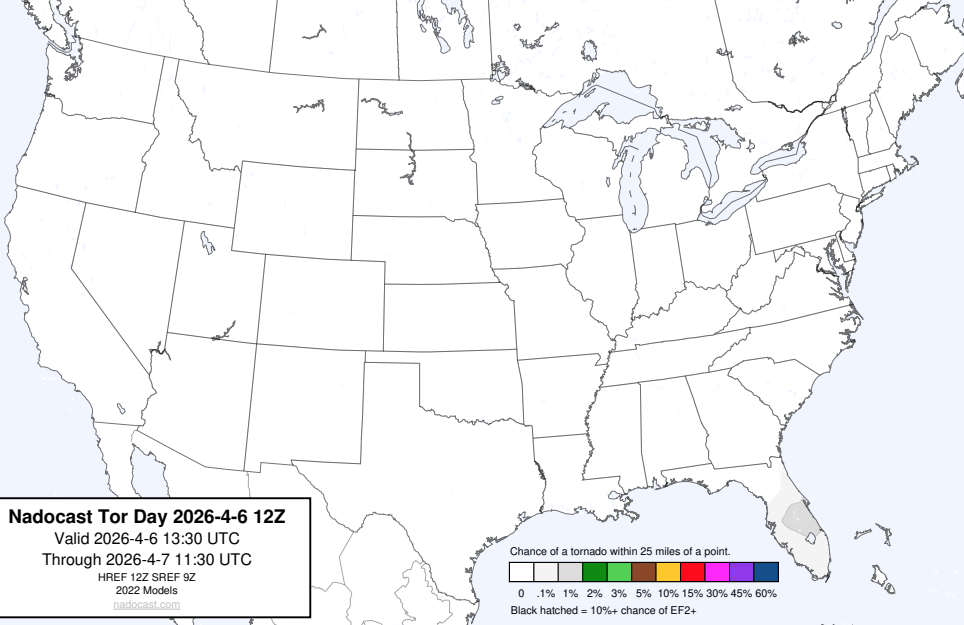 Nadocast Tor Day 2026-4-6 12Z
Valid 2026-4-6 13:30 UTC
Through 2026-4-7 11:30 UTC
HREF 12Z SREF 9Z
2022 Models
nadocast.com
Chance of a tornado within 25 miles of a point.
0 .1% 1% 2% 3% 5% 10% 15% 30% 45% 60%
Black hatched = 10%+ chance of EF2+